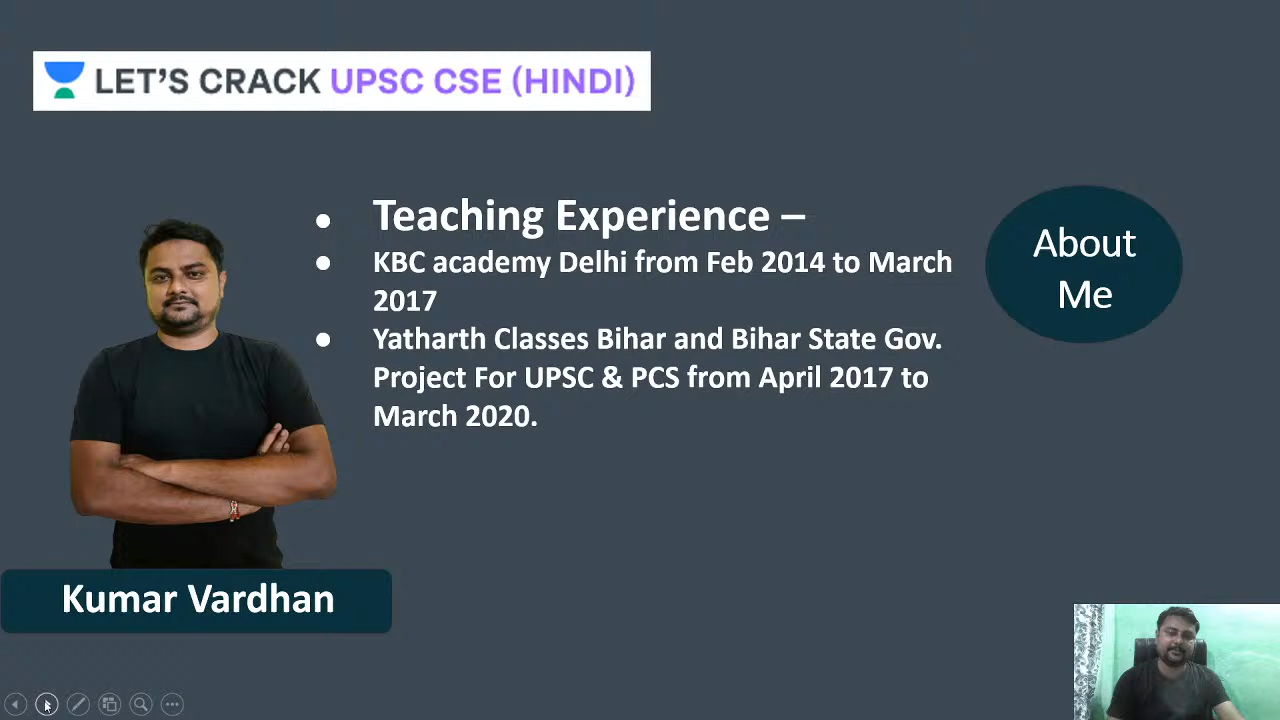 LET'S CRACK UPSC CSE (HINDI)
Teaching Experience –
KBC academy Delhi from Feb 2014 to March
2017
Yatharth Classes Bihar and Bihar State Gov.
Project For UPSC & PCS from April 2017 to
March 2020.
About
Me
Kumar Vardhan